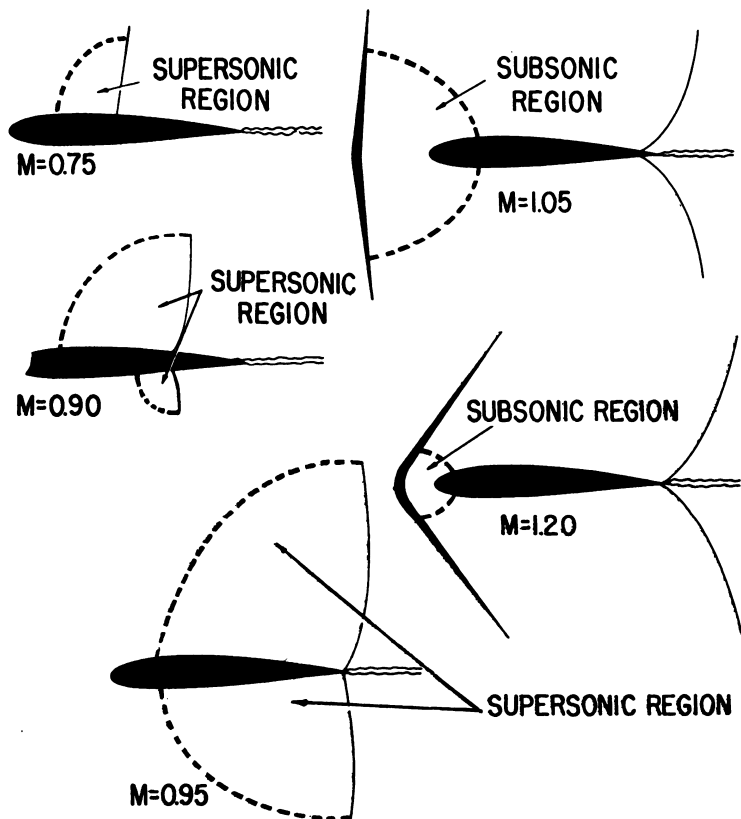 SUPERSONIC
REGION
M=0.75
SUBSONIC
REGION
M=1.05
SUPERSONIC
REGION
M=0.90
SUBSONIC REGION
M=1.20
SUPERSONIC REGION
M=0.95